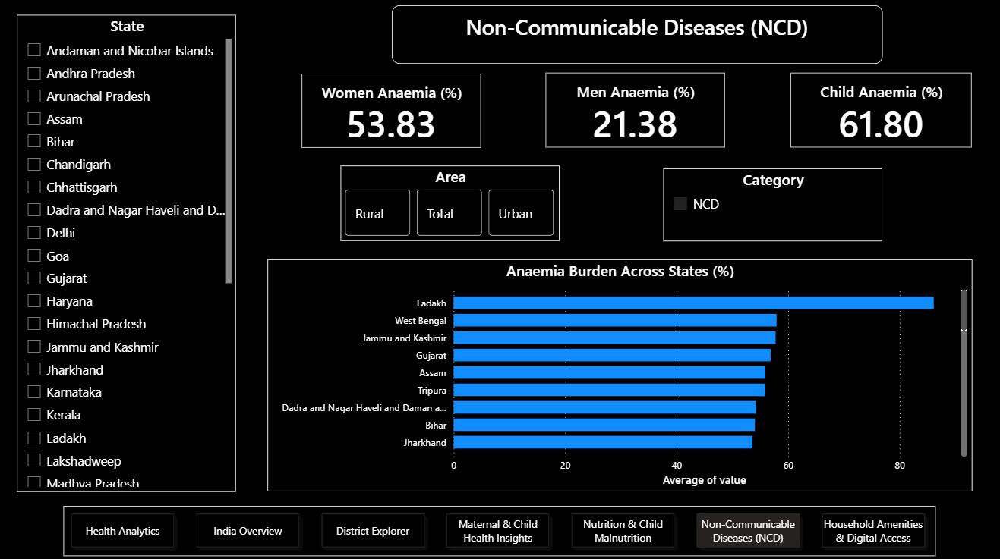 State
Andaman and Nicobar Islands
Andhra Pradesh
Arunachal Pradesh
Assam
Bihar
Chandigarh
Chhattisgarh
Dadra and Nagar Haveli and D...
Delhi
Goa
Gujarat
Haryana
Himachal Pradesh
Jammu and Kashmir
Jharkhand
Karnataka
Kerala
Ladakh
Lakshadweep
Madhya Pradesh
Non-Communicable Diseases (NCD)
Women Anaemia (%)
53.83
Men Anaemia (%)
21.38
Child Anaemia (%)
61.80
Area
Rural
Total
Urban
Category
NCD
Anaemia Burden Across States (%)
Ladakh
West Bengal
Jammu and Kashmir
Gujarat
Assam
Tripura
Dadra and Nagar Haveli and Daman a...
Bihar
Jharkhand
0 20 40 60 80
Average of value
Health Analytics
India Overview
District Explorer
Maternal & Child
Health Insights
Nutrition & Child
Malnutrition
Non-Communicable
Diseases (NCD)
Household Amenities
& Digital Access